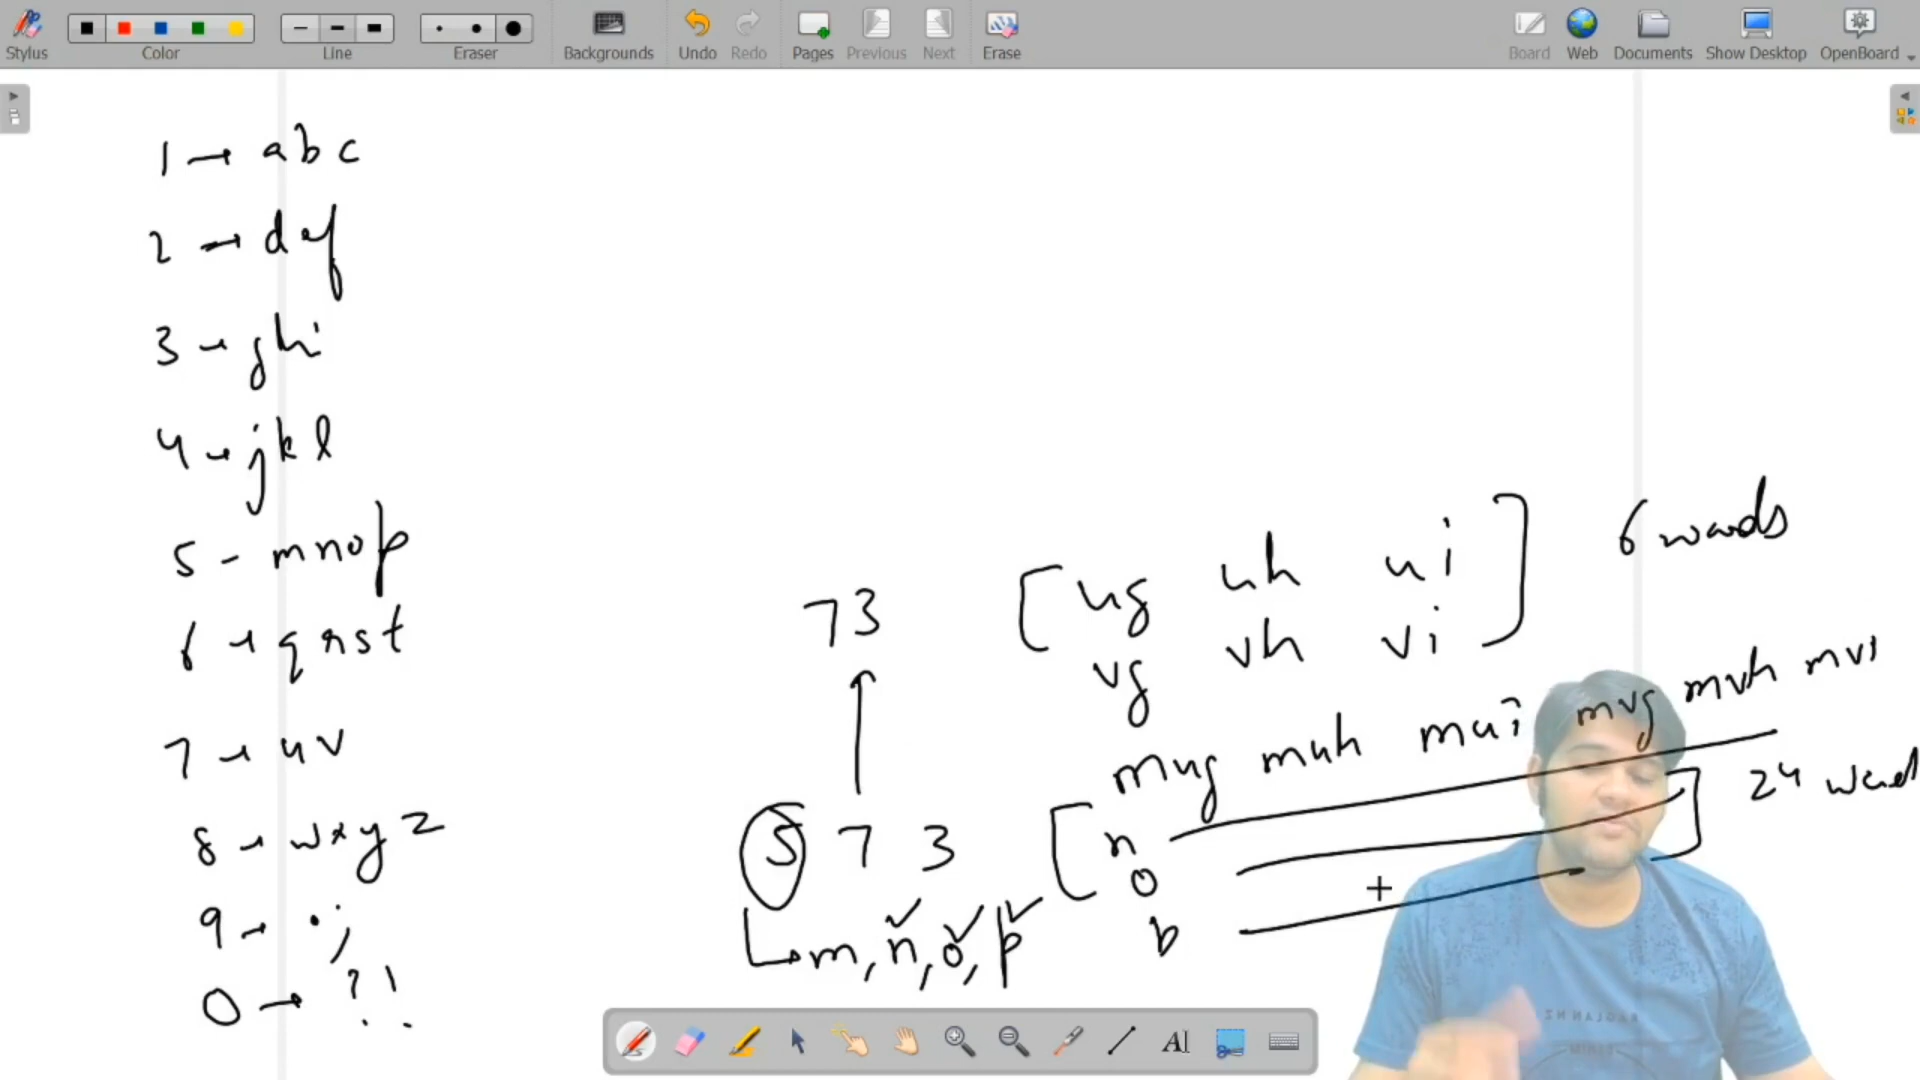 Stylus
Color
Line
Eraser
Backgrounds
Undo
Redo
Pages
Previous
Next
Erase
Board
Web
Documents
Show Desktop
OpenBoard
1 → abc
2 → def
3 → ghi
4 → jkl
5 - mnop
6 → qrst
7 → uv
8 → wxyz
9 → . ;
0 → ? !
73
[ug uh ui
vg vh vi]
6 words
mug muh mui mvg mvh mvi
5 7 3
[n
o
p
+
24 word
↳ m, n, o, p